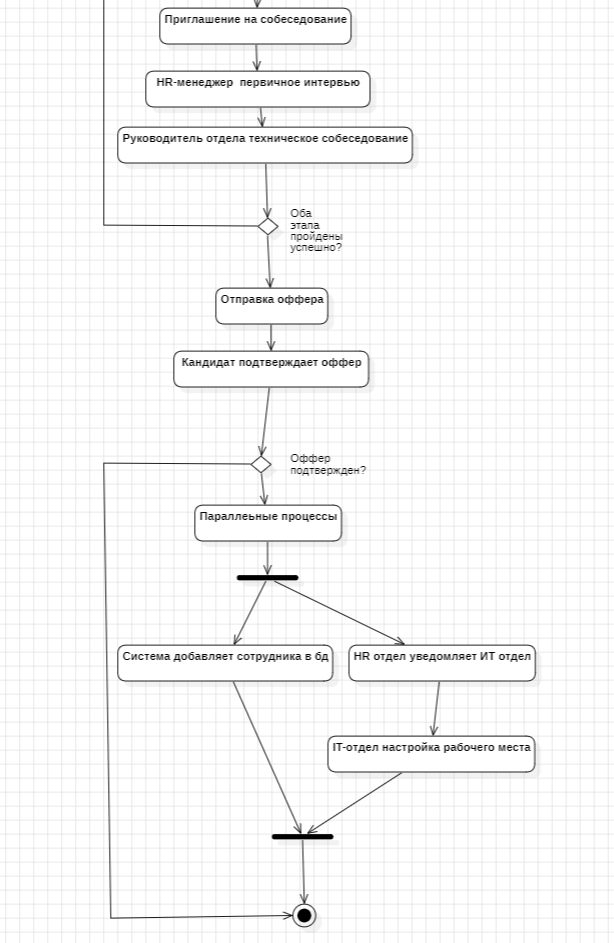 Приглашение на собеседование
HR-менеджер  первичное интервью
Руководитель отдела техническое собеседование
Оба
этапа
пройдены
успешно?
Отправка оффера
Кандидат подтверждает оффер
Оффер
подтвержден?
Параллеьные процессы
Система добавляет сотрудника в бд
HR отдел уведомляет ИТ отдел
IT-отдел настройка рабочего места